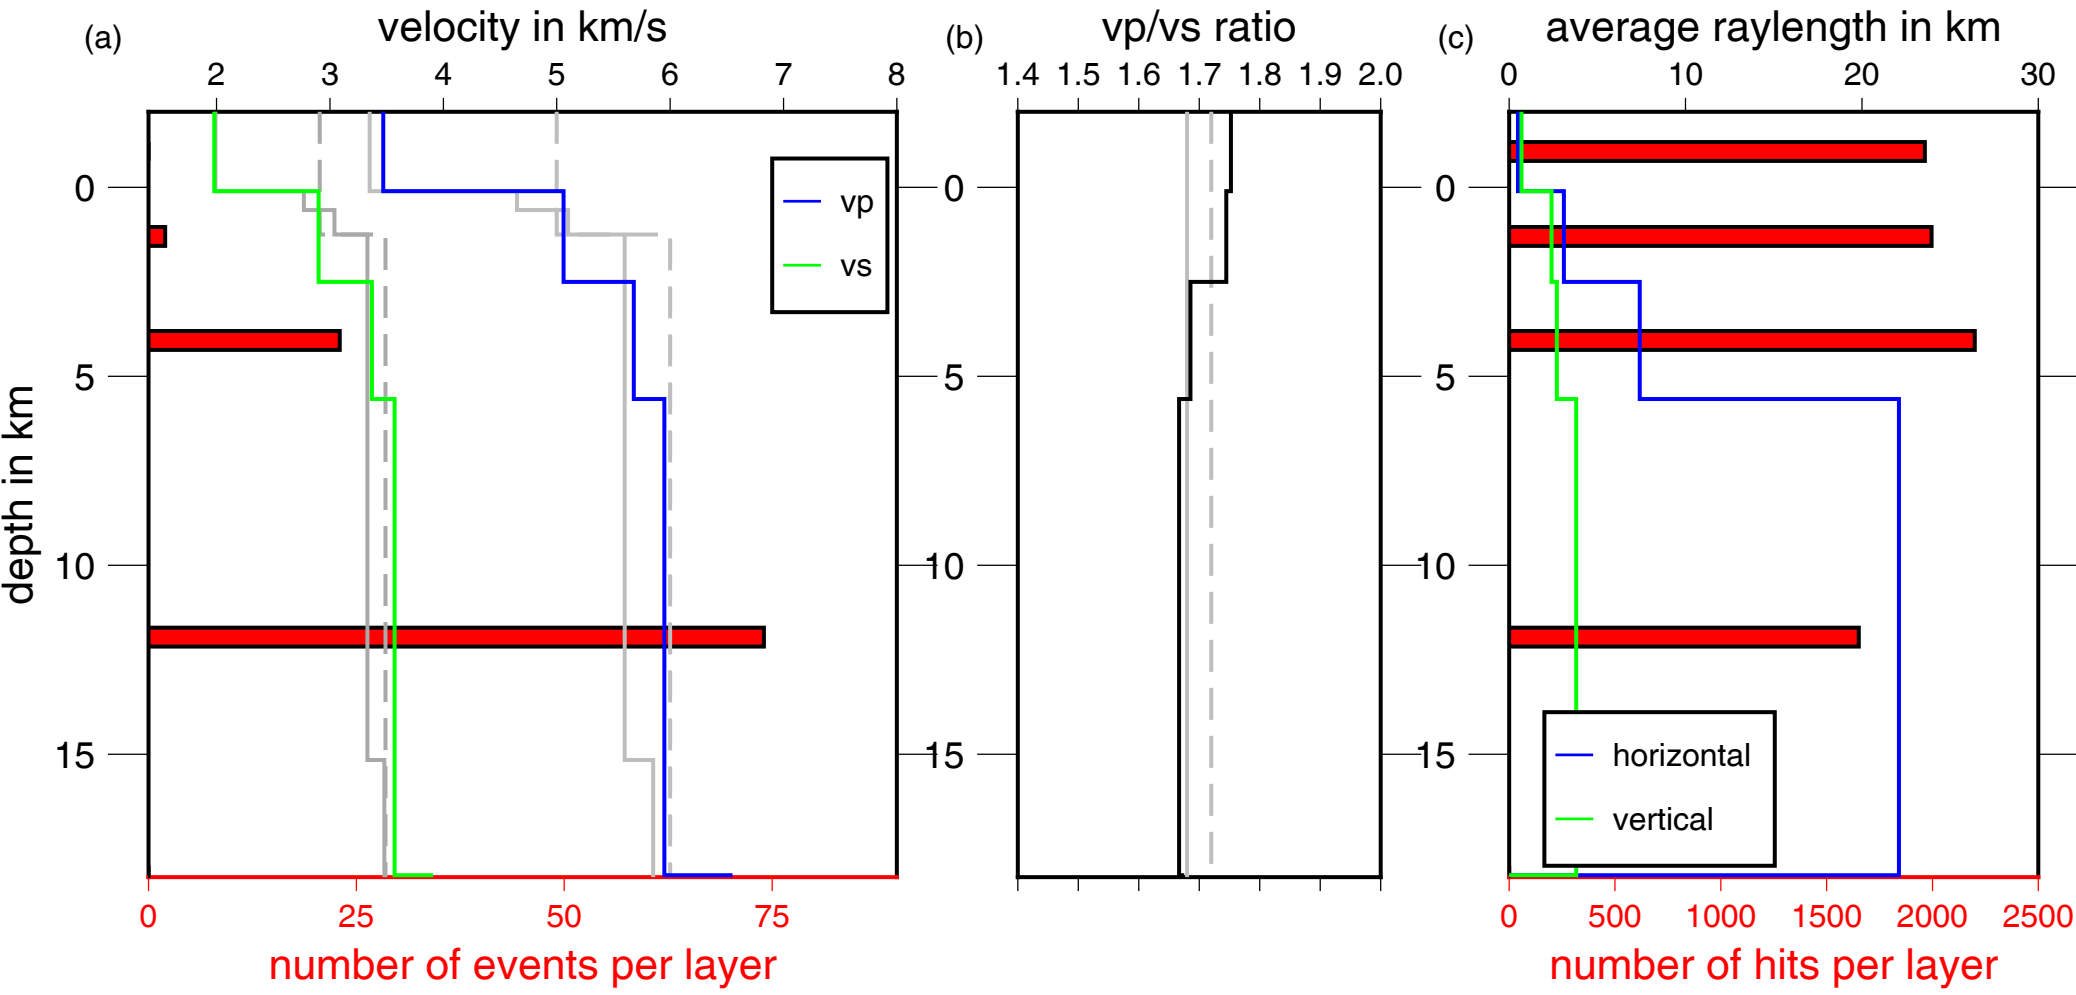 (a) velocity in km/s
2 3 4 5 6 7 8
(b) vp/vs ratio
1.4 1.5 1.6 1.7 1.8 1.9 2.0
(c) average raylength in km
0 10 20 30
depth in km
0
5
10
15
vp
vs
0 25 50 75
number of events per layer
0
5
10
15
0
5
10
15
horizontal
vertical
0 500 1000 1500 2000 2500
number of hits per layer